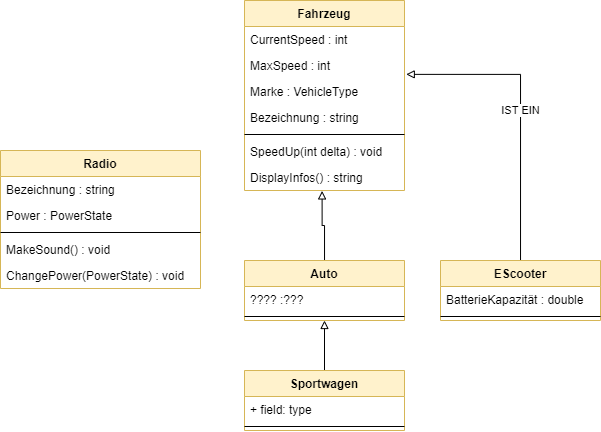 Fahrzeug
CurrentSpeed : int
MaxSpeed : int
Marke : VehicleType
Bezeichnung : string
SpeedUp(int delta) : void
DisplayInfos() : string
IST EIN
Radio
Bezeichnung : string
Power : PowerState
MakeSound() : void
ChangePower(PowerState) : void
Auto
???? :???
EScooter
BatterieKapazität : double
Sportwagen
+ field: type